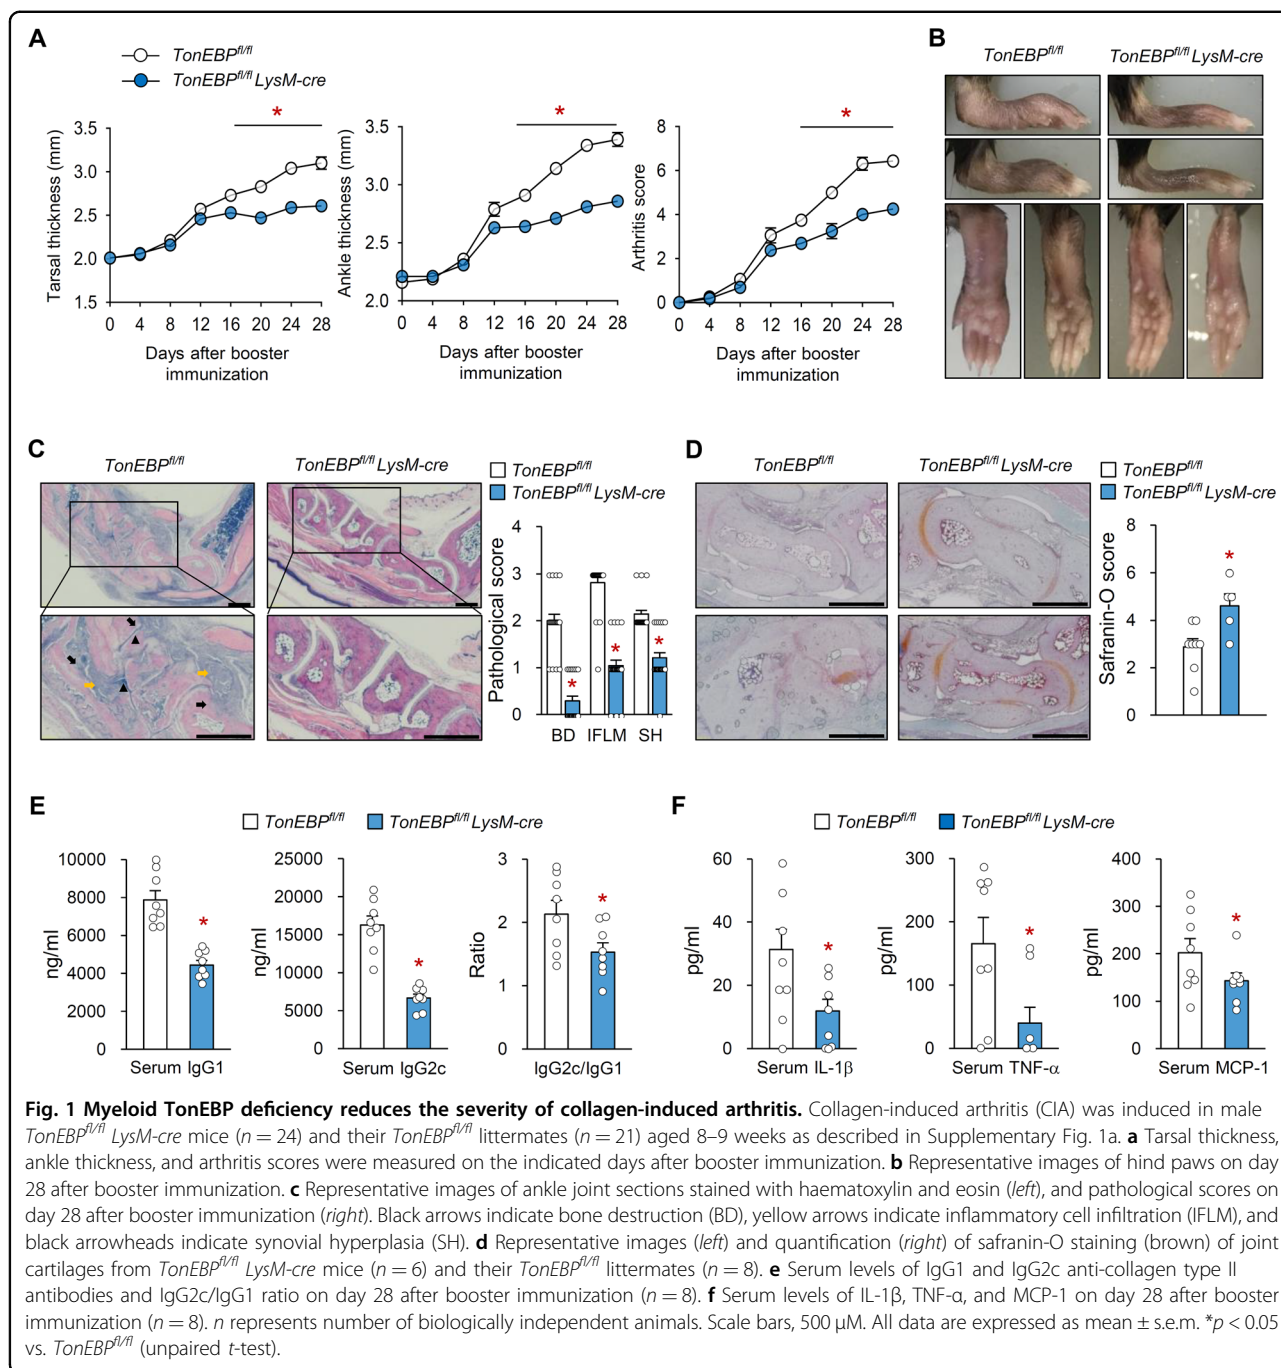 A
TonEBPfl/fl
TonEBPfl/fl LysM-cre
*
Tarsal thickness (mm)
3.5
3.0
2.5
2.0
1.5
0 4 8 12 16 20 24 28
Days after booster
immunization
*
Ankle thickness (mm)
3.5
3.0
2.5
2.0
0 4 8 12 16 20 24 28
Days after booster
immunization
*
Arthritis score
8
6
4
2
0
0 4 8 12 16 20 24 28
Days after booster
immunization
B
TonEBPfl/fl TonEBPfl/fl LysM-cre
C
TonEBPfl/fl TonEBPfl/fl LysM-cre
TonEBPfl/fl
TonEBPfl/fl LysM-cre
Pathological score
4
3
2
1
0
* * *
BD IFLM SH
D
TonEBPfl/fl TonEBPfl/fl LysM-cre
TonEBPfl/fl
TonEBPfl/fl LysM-cre
Safranin-O score
8
6
4
2
0
*
E
TonEBPfl/fl TonEBPfl/fl LysM-cre
ng/ml
10000
8000
6000
4000
2000
0
*
Serum IgG1
ng/ml
25000
20000
15000
10000
5000
0
*
Serum IgG2c
Ratio
3
2
1
0
*
IgG2c/IgG1
F
TonEBPfl/fl TonEBPfl/fl LysM-cre
pg/ml
60
40
20
0
*
Serum IL-1β
pg/ml
300
200
100
0
*
Serum TNF-α
pg/ml
400
300
200
100
0
*
Serum MCP-1
Fig. 1 Myeloid TonEBP deficiency reduces the severity of collagen-induced arthritis. Collagen-induced arthritis (CIA) was induced in male
TonEBPfl/fl LysM-cre mice (n = 24) and their TonEBPfl/fl littermates (n = 21) aged 8–9 weeks as described in Supplementary Fig. 1a. a Tarsal thickness,
ankle thickness, and arthritis scores were measured on the indicated days after booster immunization. b Representative images of hind paws on day
28 after booster immunization. c Representative images of ankle joint sections stained with haematoxylin and eosin (left), and pathological scores on
day 28 after booster immunization (right). Black arrows indicate bone destruction (BD), yellow arrows indicate inflammatory cell infiltration (IFLM), and
black arrowheads indicate synovial hyperplasia (SH). d Representative images (left) and quantification (right) of safranin-O staining (brown) of joint
cartilages from TonEBPfl/fl LysM-cre mice (n = 6) and their TonEBPfl/fl littermates (n = 8). e Serum levels of IgG1 and IgG2c anti-collagen type II
antibodies and IgG2c/IgG1 ratio on day 28 after booster immunization (n = 8). f Serum levels of IL-1β, TNF-α, and MCP-1 on day 28 after booster
immunization (n = 8). n represents number of biologically independent animals. Scale bars, 500 μM. All data are expressed as mean ± s.e.m. *p < 0.05
vs. TonEBPfl/fl (unpaired t-test).